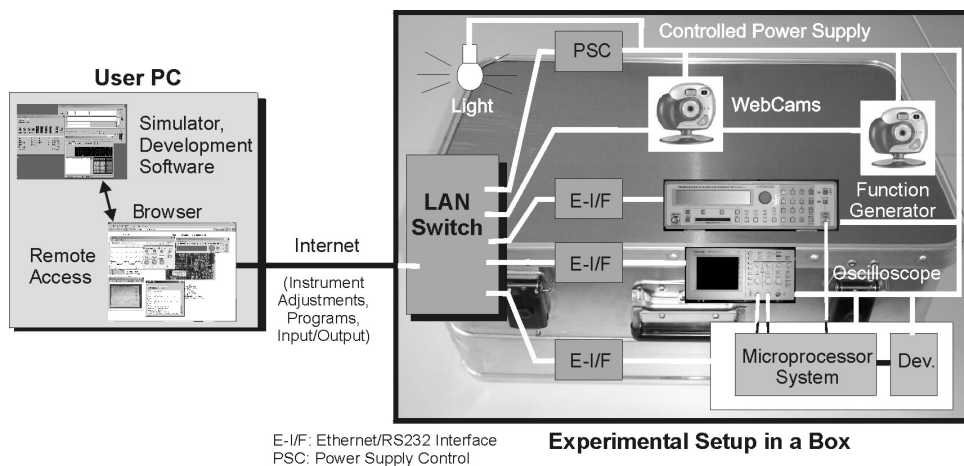 User PC
Simulator,
Development
Software
Browser
Remote
Access
Internet
(Instrument
Adjustments,
Programs,
Input/Output)
LAN
Switch
PSC
Controlled Power Supply
Light
WebCams
E-I/F
Function
Generator
E-I/F
Oscilloscope
E-I/F
Microprocessor
System
Dev.
E-I/F: Ethernet/RS232 Interface
PSC: Power Supply Control
Experimental Setup in a Box